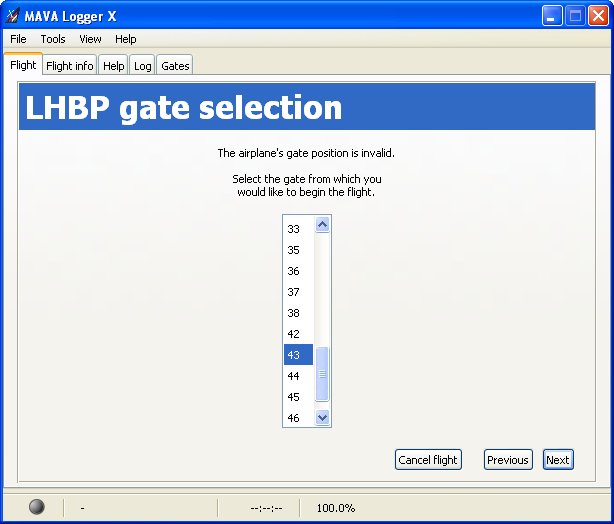 MAVA Logger X
File Tools View Help
Flight Flight info Help Log Gates
LHBP gate selection
The airplane's gate position is invalid.
Select the gate from which you
would like to begin the flight.
33
35
36
37
38
42
43
44
45
46
Cancel flight Previous Next
- --:--:-- 100.0%